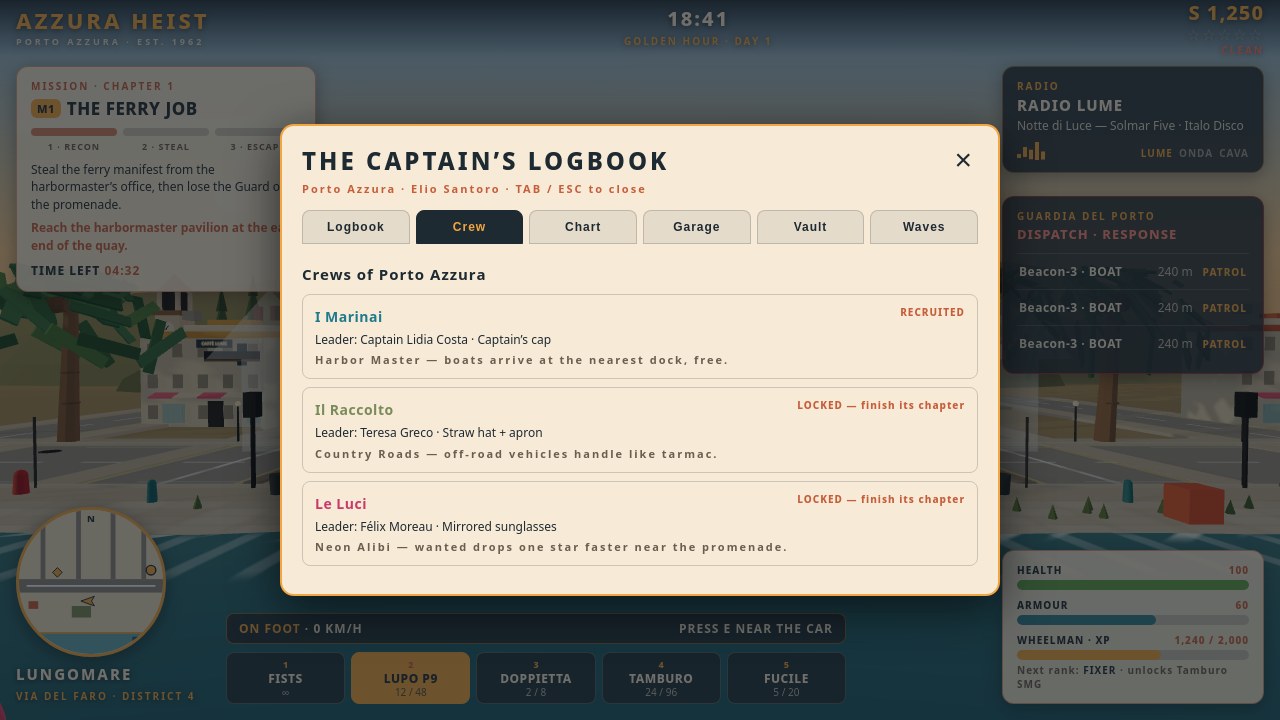 AZZURA HEIST
PORTO AZZURA · EST. 1962
18:41
GOLDEN HOUR · DAY 1
S 1,250
☆☆☆☆☆
CLEAN
MISSION · CHAPTER 1
M1 THE FERRY JOB
1 · RECON
2 · STEAL
3 · ESCAP
Steal the ferry manifest from the
harbormaster's office, then lose the Guard o
the promenade.
Reach the harbormaster pavilion at the ea
end of the quay.
TIME LEFT 04:32
RADIO
RADIO LUME
Notte di Luce — Solmar Five · Italo Disco
LUME ONDA CAVA
GUARDIA DEL PORTO
DISPATCH · RESPONSE
Beacon-3 · BOAT 240 m PATROL
Beacon-3 · BOAT 240 m PATROL
Beacon-3 · BOAT 240 m PATROL
THE CAPTAIN’S LOGBOOK
✕
Porto Azzura · Elio Santoro · TAB / ESC to close
Logbook
Crew
Chart
Garage
Vault
Waves
Crews of Porto Azzura
I Marinai
RECRUITED
Leader: Captain Lidia Costa · Captain’s cap
Harbor Master — boats arrive at the nearest dock, free.
Il Raccolto
LOCKED — finish its chapter
Leader: Teresa Greco · Straw hat + apron
Country Roads — off-road vehicles handle like tarmac.
Le Luci
LOCKED — finish its chapter
Leader: Félix Moreau · Mirrored sunglasses
Neon Alibi — wanted drops one star faster near the promenade.
N
LUNGOMARE
VIA DEL FARO · DISTRICT 4
ON FOOT · 0 KM/H
PRESS E NEAR THE CAR
1
FISTS
∞
2
LUPO P9
12 / 48
3
DOPPIETTA
2 / 8
4
TAMBURO
24 / 96
5
FUCILE
5 / 20
HEALTH 100
ARMOUR 60
WHEELMAN · XP 1,240 / 2,000
Next rank: FIXER · unlocks Tamburo
SMG